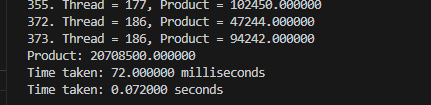 355. Thread = 177, Product = 102450.000000
372. Thread = 186, Product = 47244.000000
373. Thread = 186, Product = 94242.000000
Product: 20708500.000000
Time taken: 72.000000 milliseconds
Time taken: 0.072000 seconds